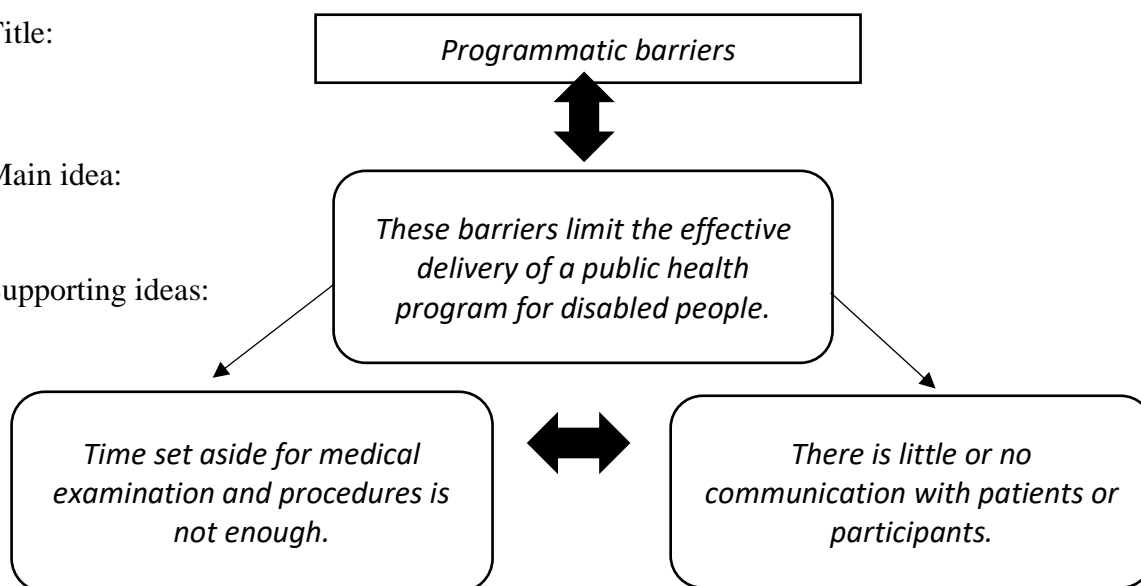 Title:
Programmatic barriers
Main idea:
These barriers limit the effective
delivery of a public health
program for disabled people.
Supporting ideas:
Time set aside for medical
examination and procedures is
not enough.
There is little or no
communication with patients or
participants.